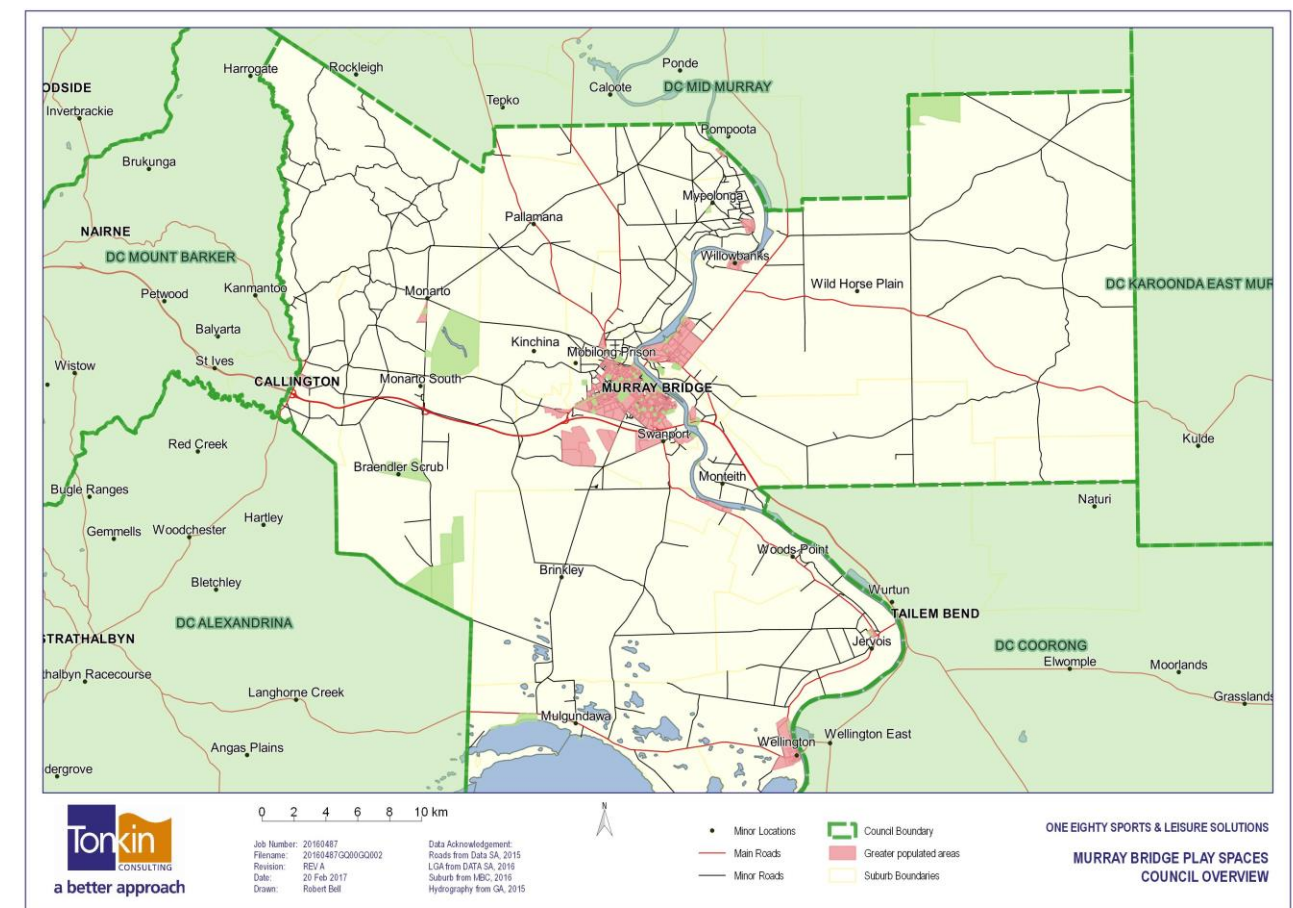 Harrogate
Rockleigh
Ponde
ODSIDE
Caloote
DC MID MURRAY
Inverbrackie
Tepko
Pompoota
Brukunga
Mypolonga
Pallamana
NAIRNE
DC MOUNT BARKER
Willowbanks
Petwood
Kanmantoo
Monarto
Wild Horse Plain
DC KAROONDA EAST MUR
Balyarta
Kinchina
Mobilong Prison
Wistow
St Ives
CALLINGTON
Monarto South
MURRAY BRIDGE
Red Creek
Swanport
Kulde
Braendler Scrub
Monteith
Bugle Ranges
Naturi
Gemmells
Woodchester
Hartley
Woods Point
Bletchley
Brinkley
Wurtun
DC ALEXANDRINA
TAILEM BEND
STRATHALBYN
Jervois
DC COORONG
Elwomple
Moorlands
thalbyn Racecourse
Langhorne Creek
Grasslands
Mulgundawa
Angas Plains
Wellington
Wellington East
dergrove
Tonkin
CONSULTING
a better approach
0 2 4 6 8 10 km
Job Number: 20160487
Filename: 20160487GQ00GQ002
Revision: REV A
Date: 20 Feb 2017
Drawn: Robert Bell
Data Acknowledgement:
Roads from Data SA, 2015
LGA from DATA SA, 2016
Suburb from MBC, 2016
Hydrography from GA, 2015
N
Minor Locations
Main Roads
Minor Roads
Council Boundary
Greater populated areas
Suburb Boundaries
ONE EIGHTY SPORTS & LEISURE SOLUTIONS
MURRAY BRIDGE PLAY SPACES
COUNCIL OVERVIEW